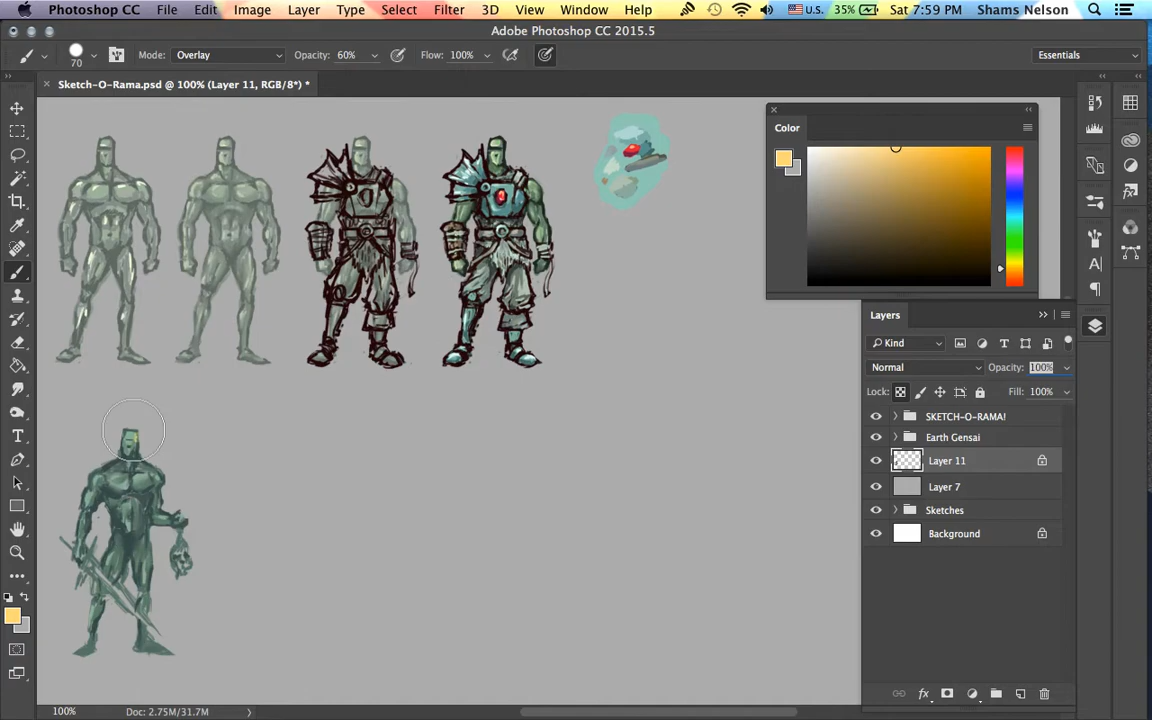 Photoshop CC File Edit Image Layer Type Select Filter 3D View Window Help U.S. 35% Sat 7:59 PM Shams Nelson
Adobe Photoshop CC 2015.5
70 Mode: Overlay Opacity: 60% Flow: 100% Essentials
Sketch-O-Rama.psd @ 100% (Layer 11, RGB/8*) *
Color
Layers
Kind
Normal Opacity: 100%
Lock: Fill: 100%
SKETCH-O-RAMA!
Earth Gensai
Layer 11
Layer 7
Sketches
Background
100% Doc: 2.75M/31.7M